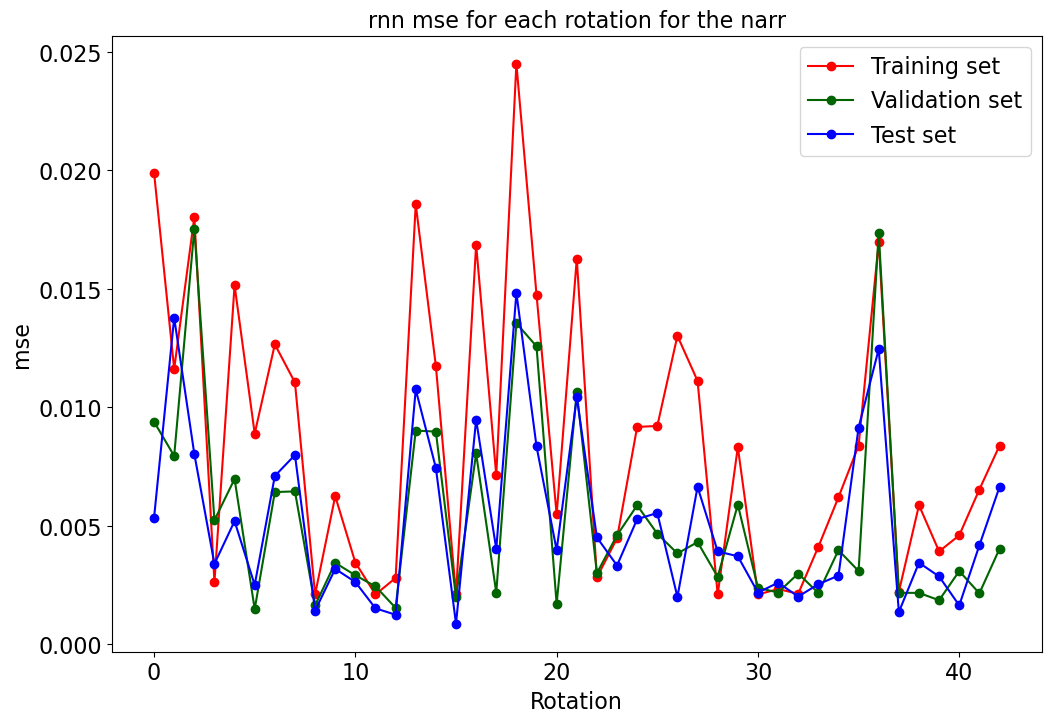 rnn mse for each rotation for the narr
0.025
0.020
0.015
0.010
0.005
0.000
mse
Training set
Validation set
Test set
0 10 20 30 40
Rotation